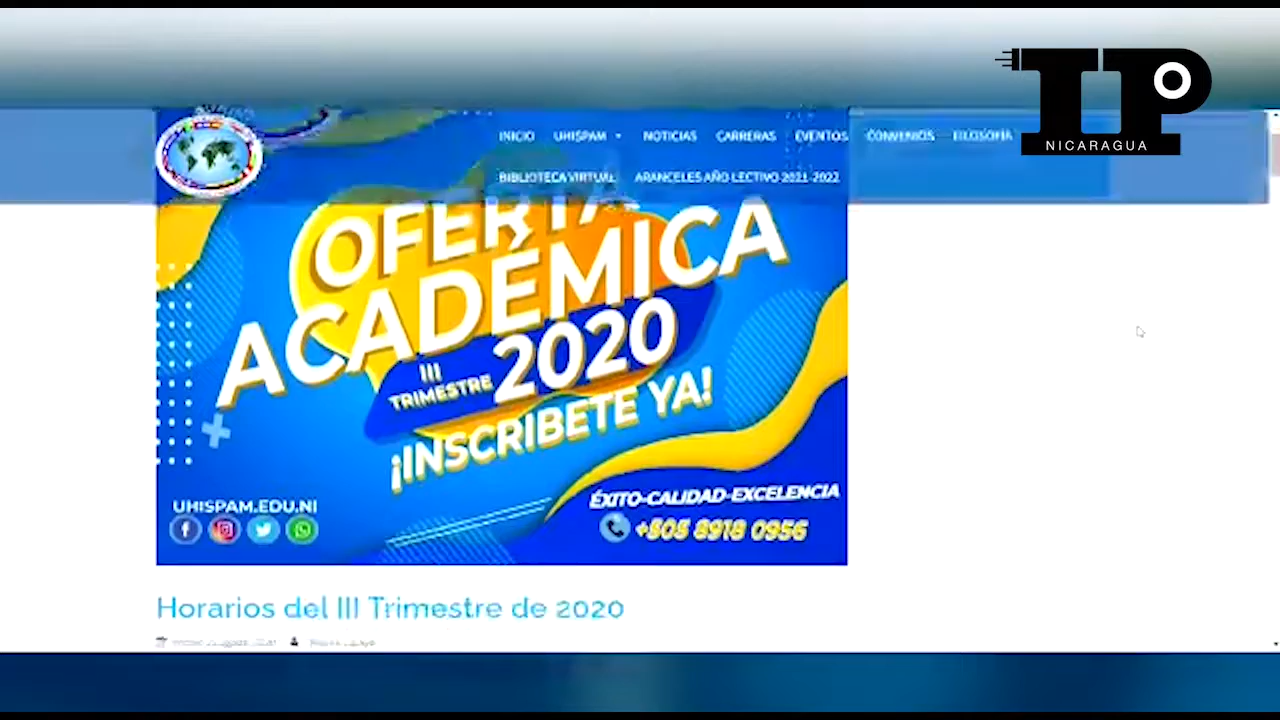 IP
NICARAGUA
INICIO UHISPAM NOTICIAS CARRERAS EVENTOS CONVENIOS FILOSOFÍA
BIBLIOTECA VIRTUAL ARANCELES AÑO LECTIVO 2021-2022
OFERTA
ACADÉMICA
III
TRIMESTRE
2020
¡INSCRIBETE YA!
UHISPAM.EDU.NI
ÉXITO-CALIDAD-EXCELENCIA
+505 8918 0956
Horarios del III Trimestre de 2020